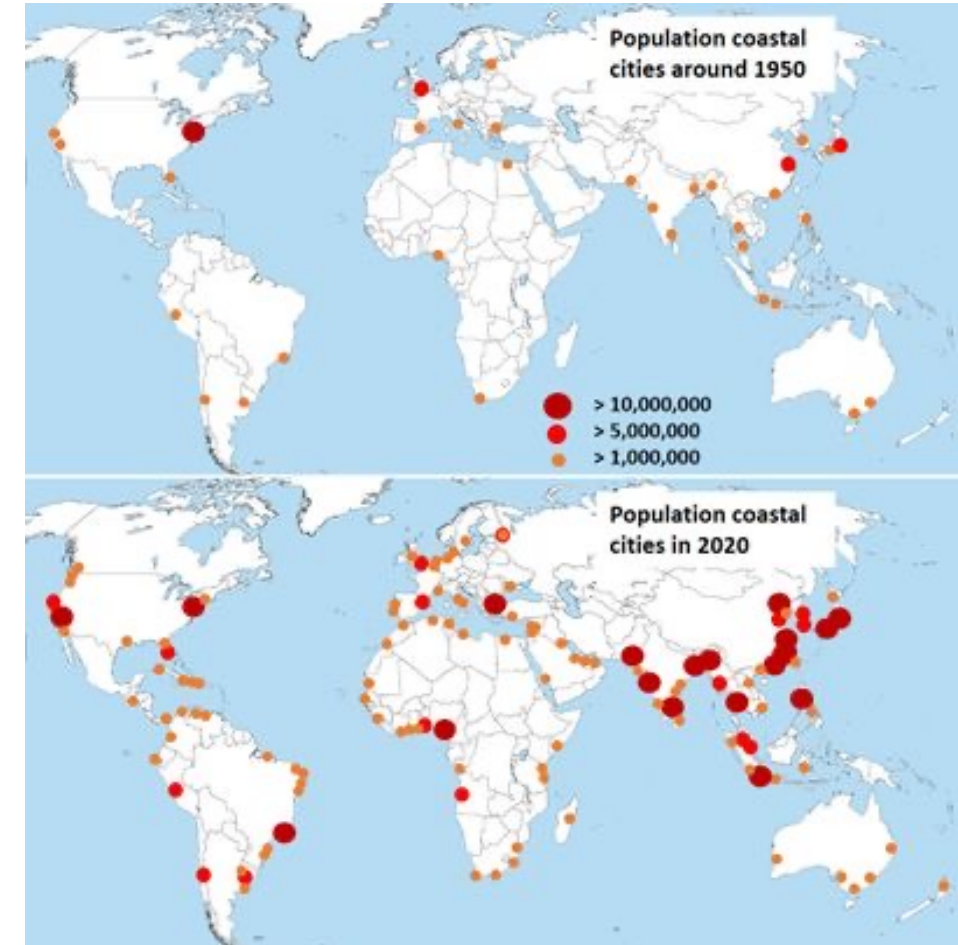 Population coastal
cities around 1950
> 10,000,000
> 5,000,000
> 1,000,000
Population coastal
cities in 2020